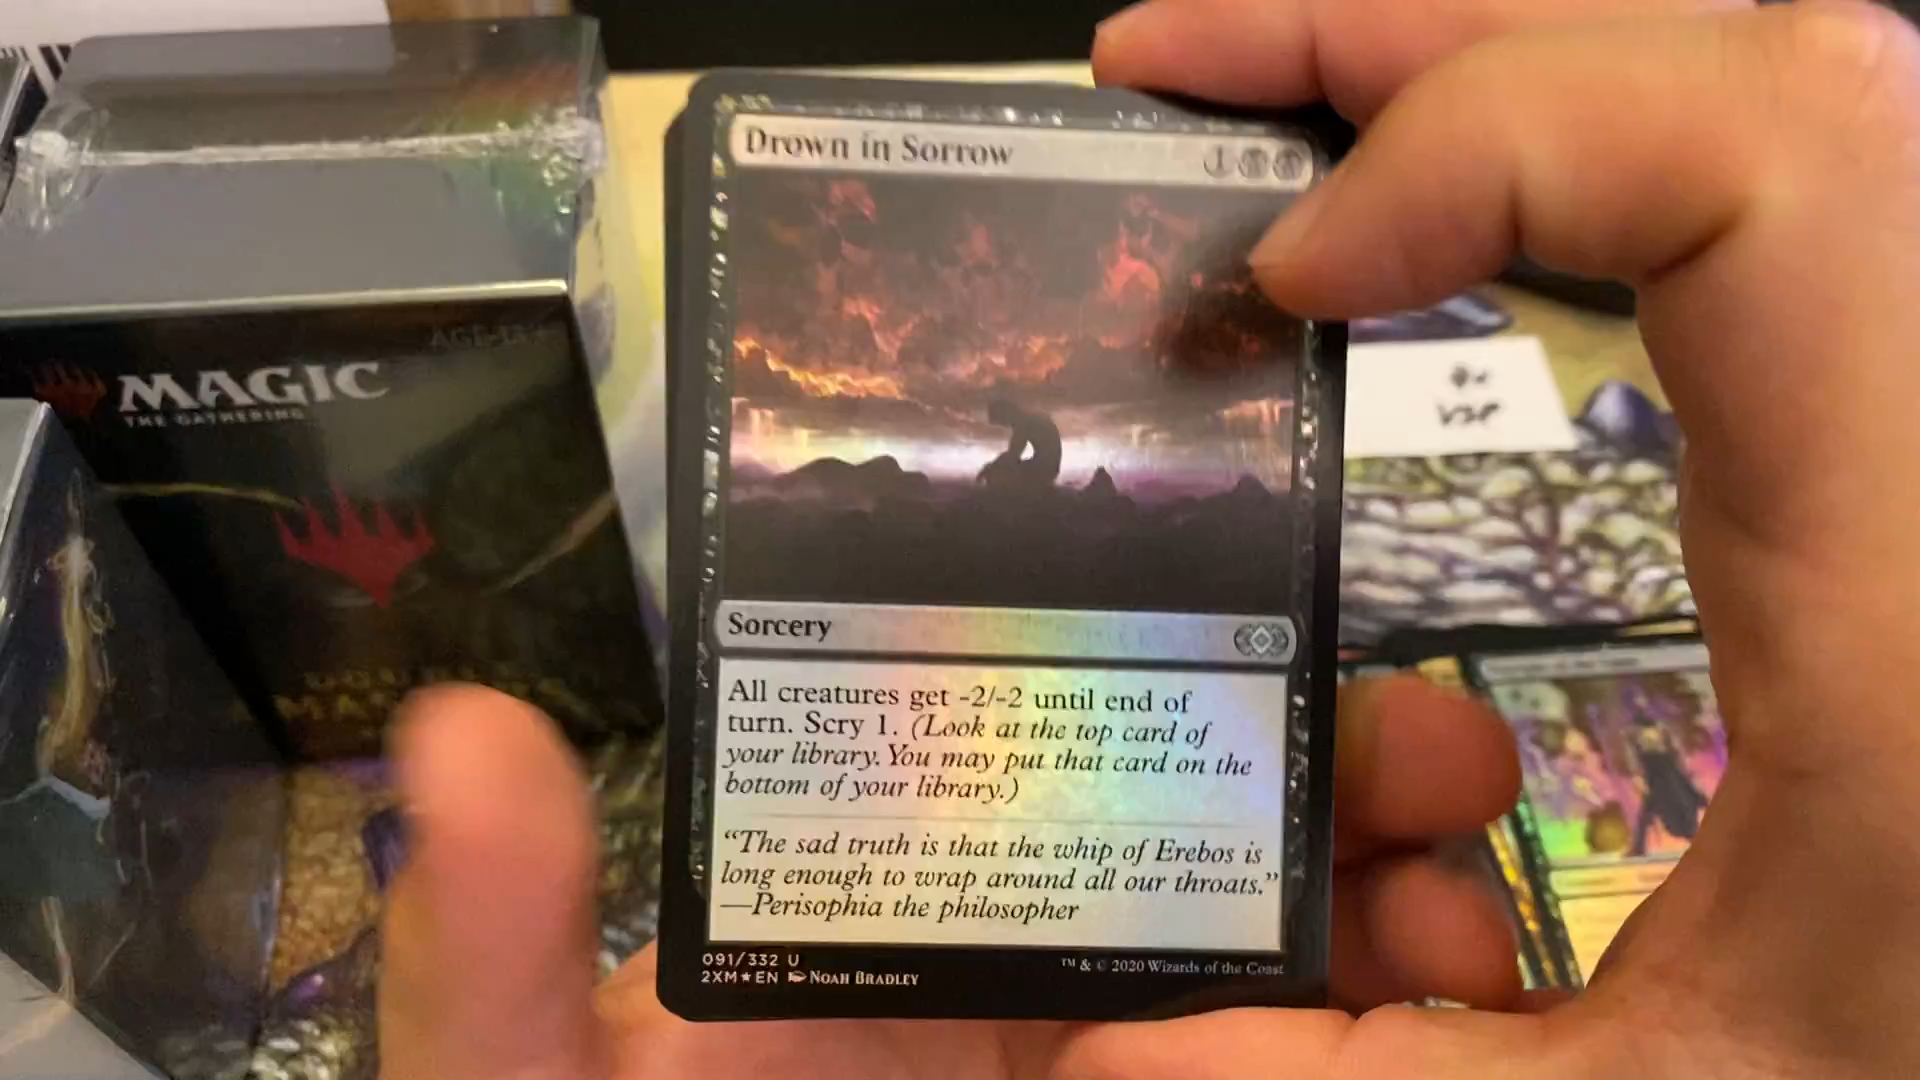 AGE 13+
MAGIC
THE GATHERING
Drown in Sorrow
1
Sorcery
All creatures get -2/-2 until end of
turn. Scry 1. (Look at the top card of
your library. You may put that card on the
bottom of your library.)
“The sad truth is that the whip of Erebos is
long enough to wrap around all our throats.”
—Perisophia the philosopher
091/332 U
2XM★EN NOAH BRADLEY
™ & © 2020 Wizards of the Coast